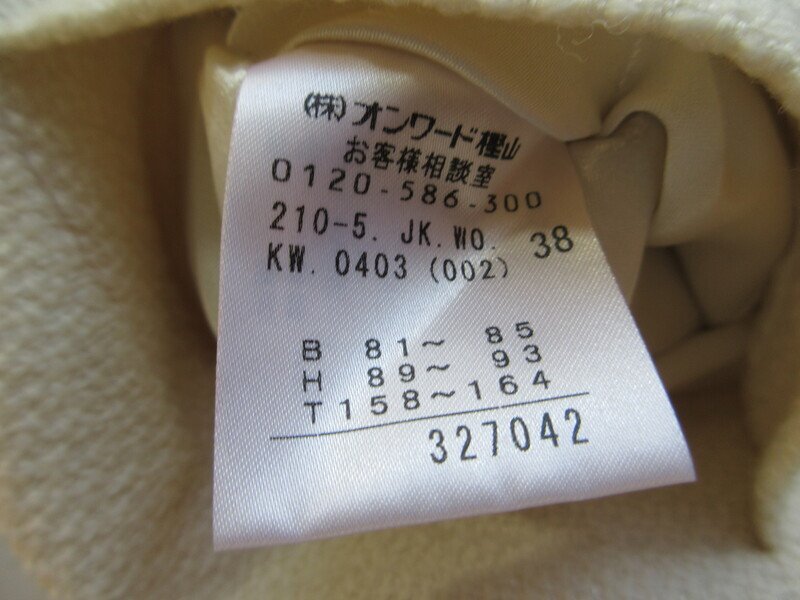 (株)オンワード樫山
お客様相談室
0120-586-300
210-5. JK.WO. 38
KW. 0403 (002)
B 81~ 85
H 89~ 93
T 158~164
327042